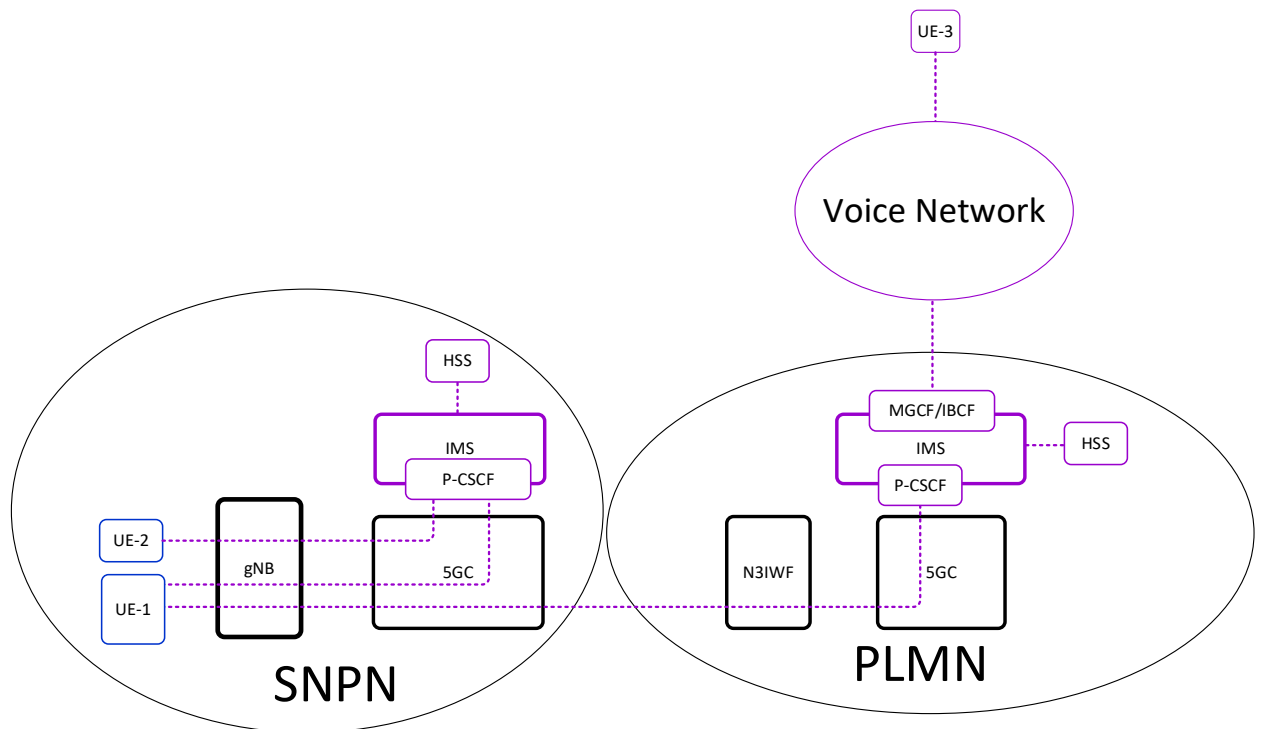 UE-3
Voice Network
HSS
IMS
P-CSCF
UE-2
UE-1
gNB
5GC
SNPN
MGCF/IBCF
IMS
HSS
P-CSCF
N3IWF
5GC
PLMN